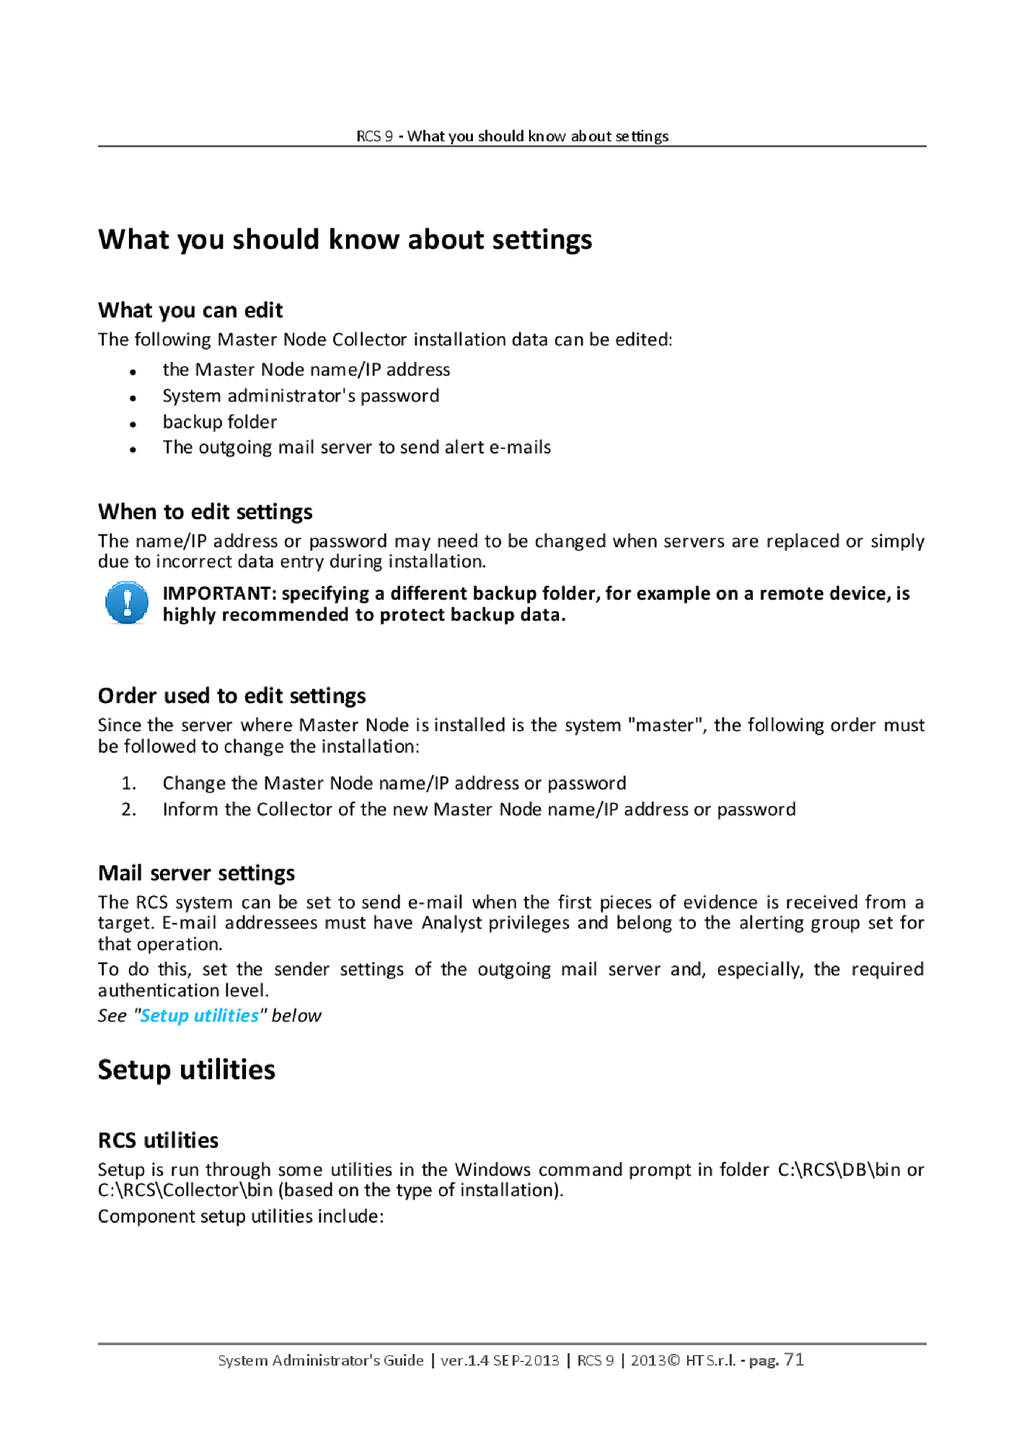 RCS 9 - What you should know about settings
What you should know about settings
What you can edit
The following Master Node Collector installation data can be edited:
• the Master Node name/IP address
• System administrator's password
• backup folder
• The outgoing mail server to send alert e-mails
When to edit settings
The name/IP address or password may need to be changed when servers are replaced or simply
due to incorrect data entry during installation.
IMPORTANT: specifying a different backup folder, for example on a remote device, is
highly recommended to protect backup data.
Order used to edit settings
Since the server where Master Node is installed is the system "master", the following order must
be followed to change the installation:
1. Change the Master Node name/IP address or password
2. Inform the Collector of the new Master Node name/IP address or password
Mail server settings
The RCS system can be set to send e-mail when the first pieces of evidence is received from a
target. E-mail addressees must have Analyst privileges and belong to the alerting group set for
that operation.
To do this, set the sender settings of the outgoing mail server and, especially, the required
authentication level.
See "Setup utilities" below
Setup utilities
RCS utilities
Setup is run through some utilities in the Windows command prompt in folder C:\RCS\DB\bin or
C:\RCS\Collector\bin (based on the type of installation).
Component setup utilities include:
System Administrator's Guide | ver.1.4 SEP-2013 | RCS 9 | 2013© HT S.r.l. - pag. 71